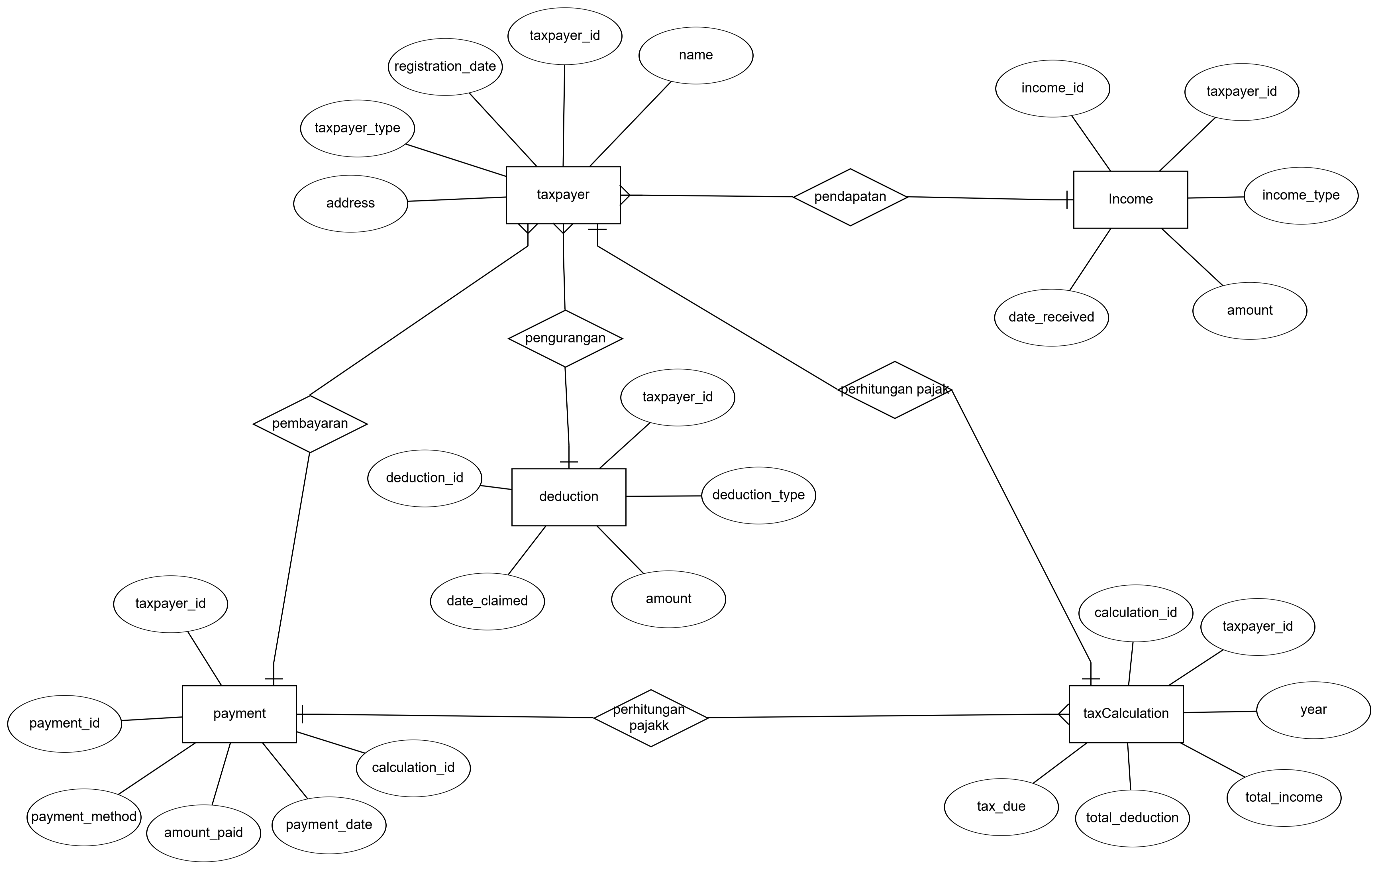 taxpayer_id
name
registration_date
taxpayer_type
address
taxpayer
pendapatan
income_id
taxpayer_id
income_type
Income
date_received
amount
pengurangan
perhitungan pajak
pembayaran
taxpayer_id
deduction_id
deduction
deduction_type
date_claimed
amount
taxpayer_id
payment_id
payment
payment_method
amount_paid
payment_date
calculation_id
perhitungan
pajakk
calculation_id
taxpayer_id
year
taxCalculation
tax_due
total_deduction
total_income